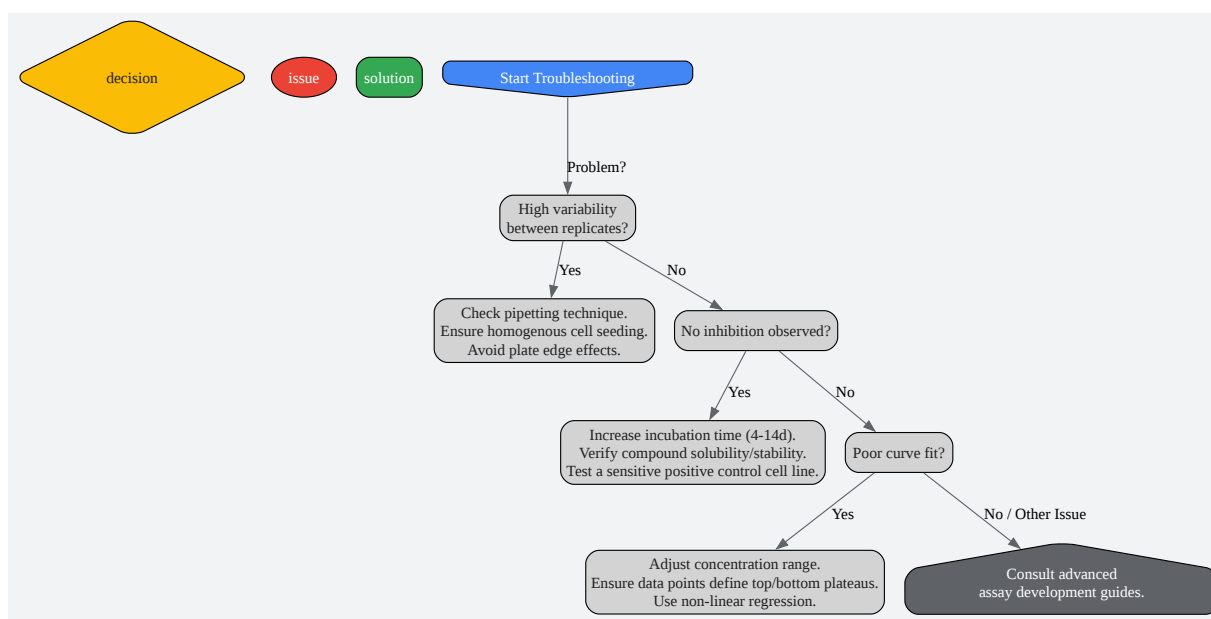 decision
issue
solution
Start Troubleshooting
Problem?
High variability
between replicates?
Yes
No
Check pipetting technique.
Ensure homogenous cell seeding.
Avoid plate edge effects.
No inhibition observed?
Yes
No
Increase incubation time (4-14d).
Verify compound solubility/stability.
Test a sensitive positive control cell line.
Poor curve fit?
Yes
No / Other Issue
Adjust concentration range.
Ensure data points define top/bottom plateaus.
Use non-linear regression.
Consult advanced
assay development guides.